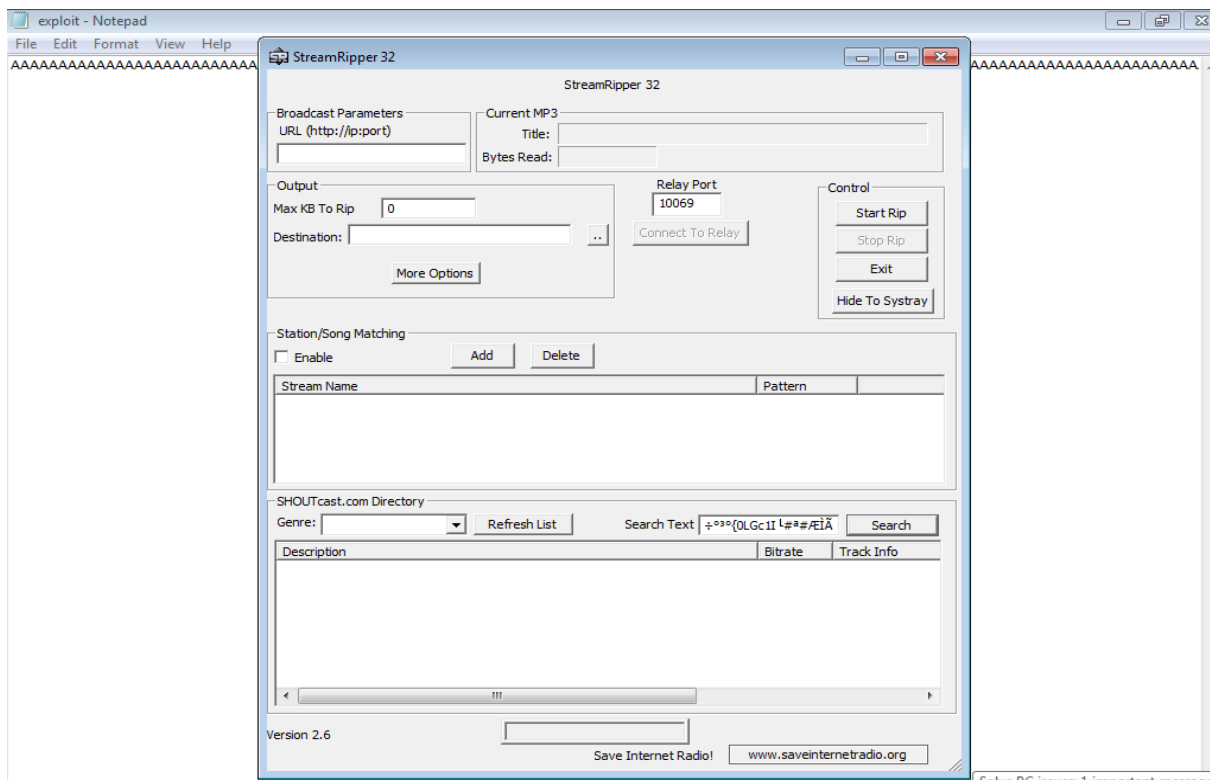 exploit - Notepad
File Edit Format View Help
StreamRipper 32
StreamRipper 32
Broadcast Parameters
URL (http://ip:port)
Current MP3
Title:
Bytes Read:
Output
Max KB To Rip 0
Destination: ..
More Options
Relay Port
10069
Connect To Relay
Control
Start Rip
Stop Rip
Exit
Hide To Systray
Station/Song Matching
Enable Add Delete
Stream Name Pattern
SHOUTcast.com Directory
Genre: Refresh List Search Text Search
Description Bitrate Track Info
Version 2.6
Save Internet Radio! www.saveinternetradio.org